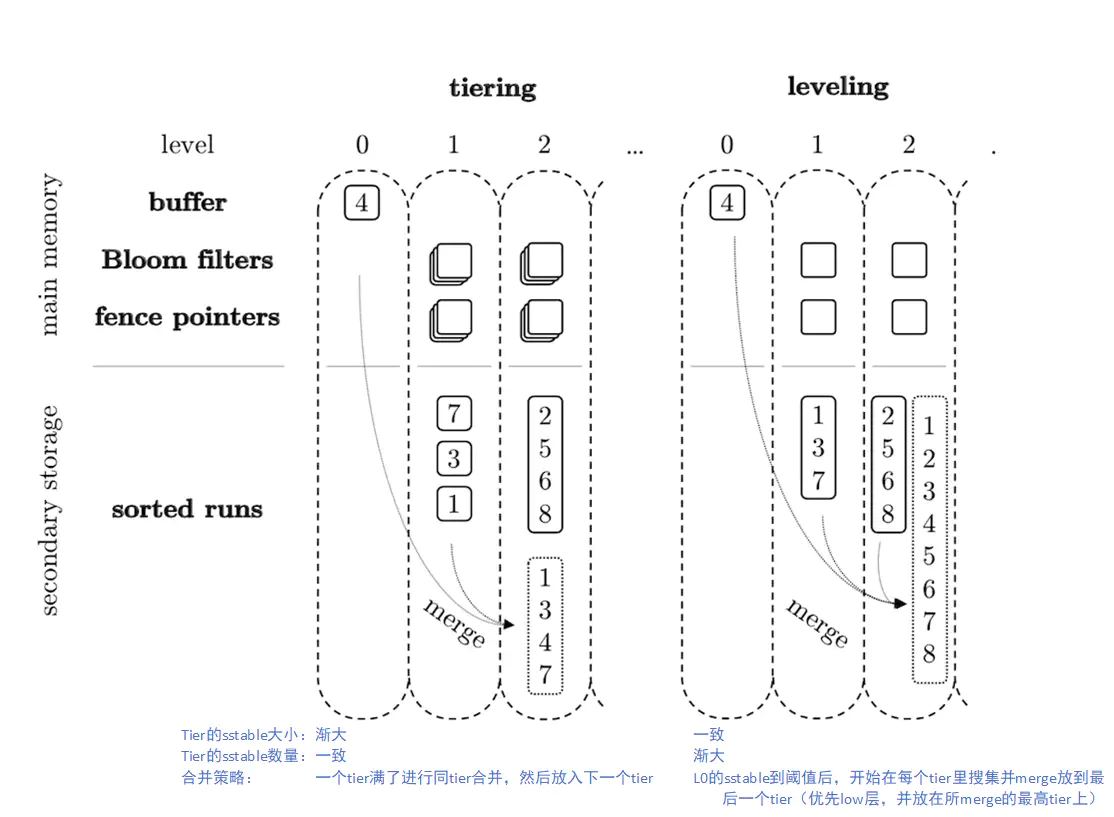 tiering leveling
level 0 1 2 ... 0 1 2 .
main memory
buffer 4 4
Bloom filters
fence pointers
secondary storage
sorted runs
7
3
1
2
5
6
8
1
3
4
7
merge
1
3
7
2
5
6
8
1
2
3
4
5
6
7
8
merge
Tier的sstable大小：渐大 一致
Tier的sstable数量：一致 渐大
合并策略： 一个tier满了进行同tier合并，然后放入下一个tier L0的sstable到阈值后，开始在每个tier里搜集并merge放到最
后一个tier（优先low层，并放在所merge的最高tier上）